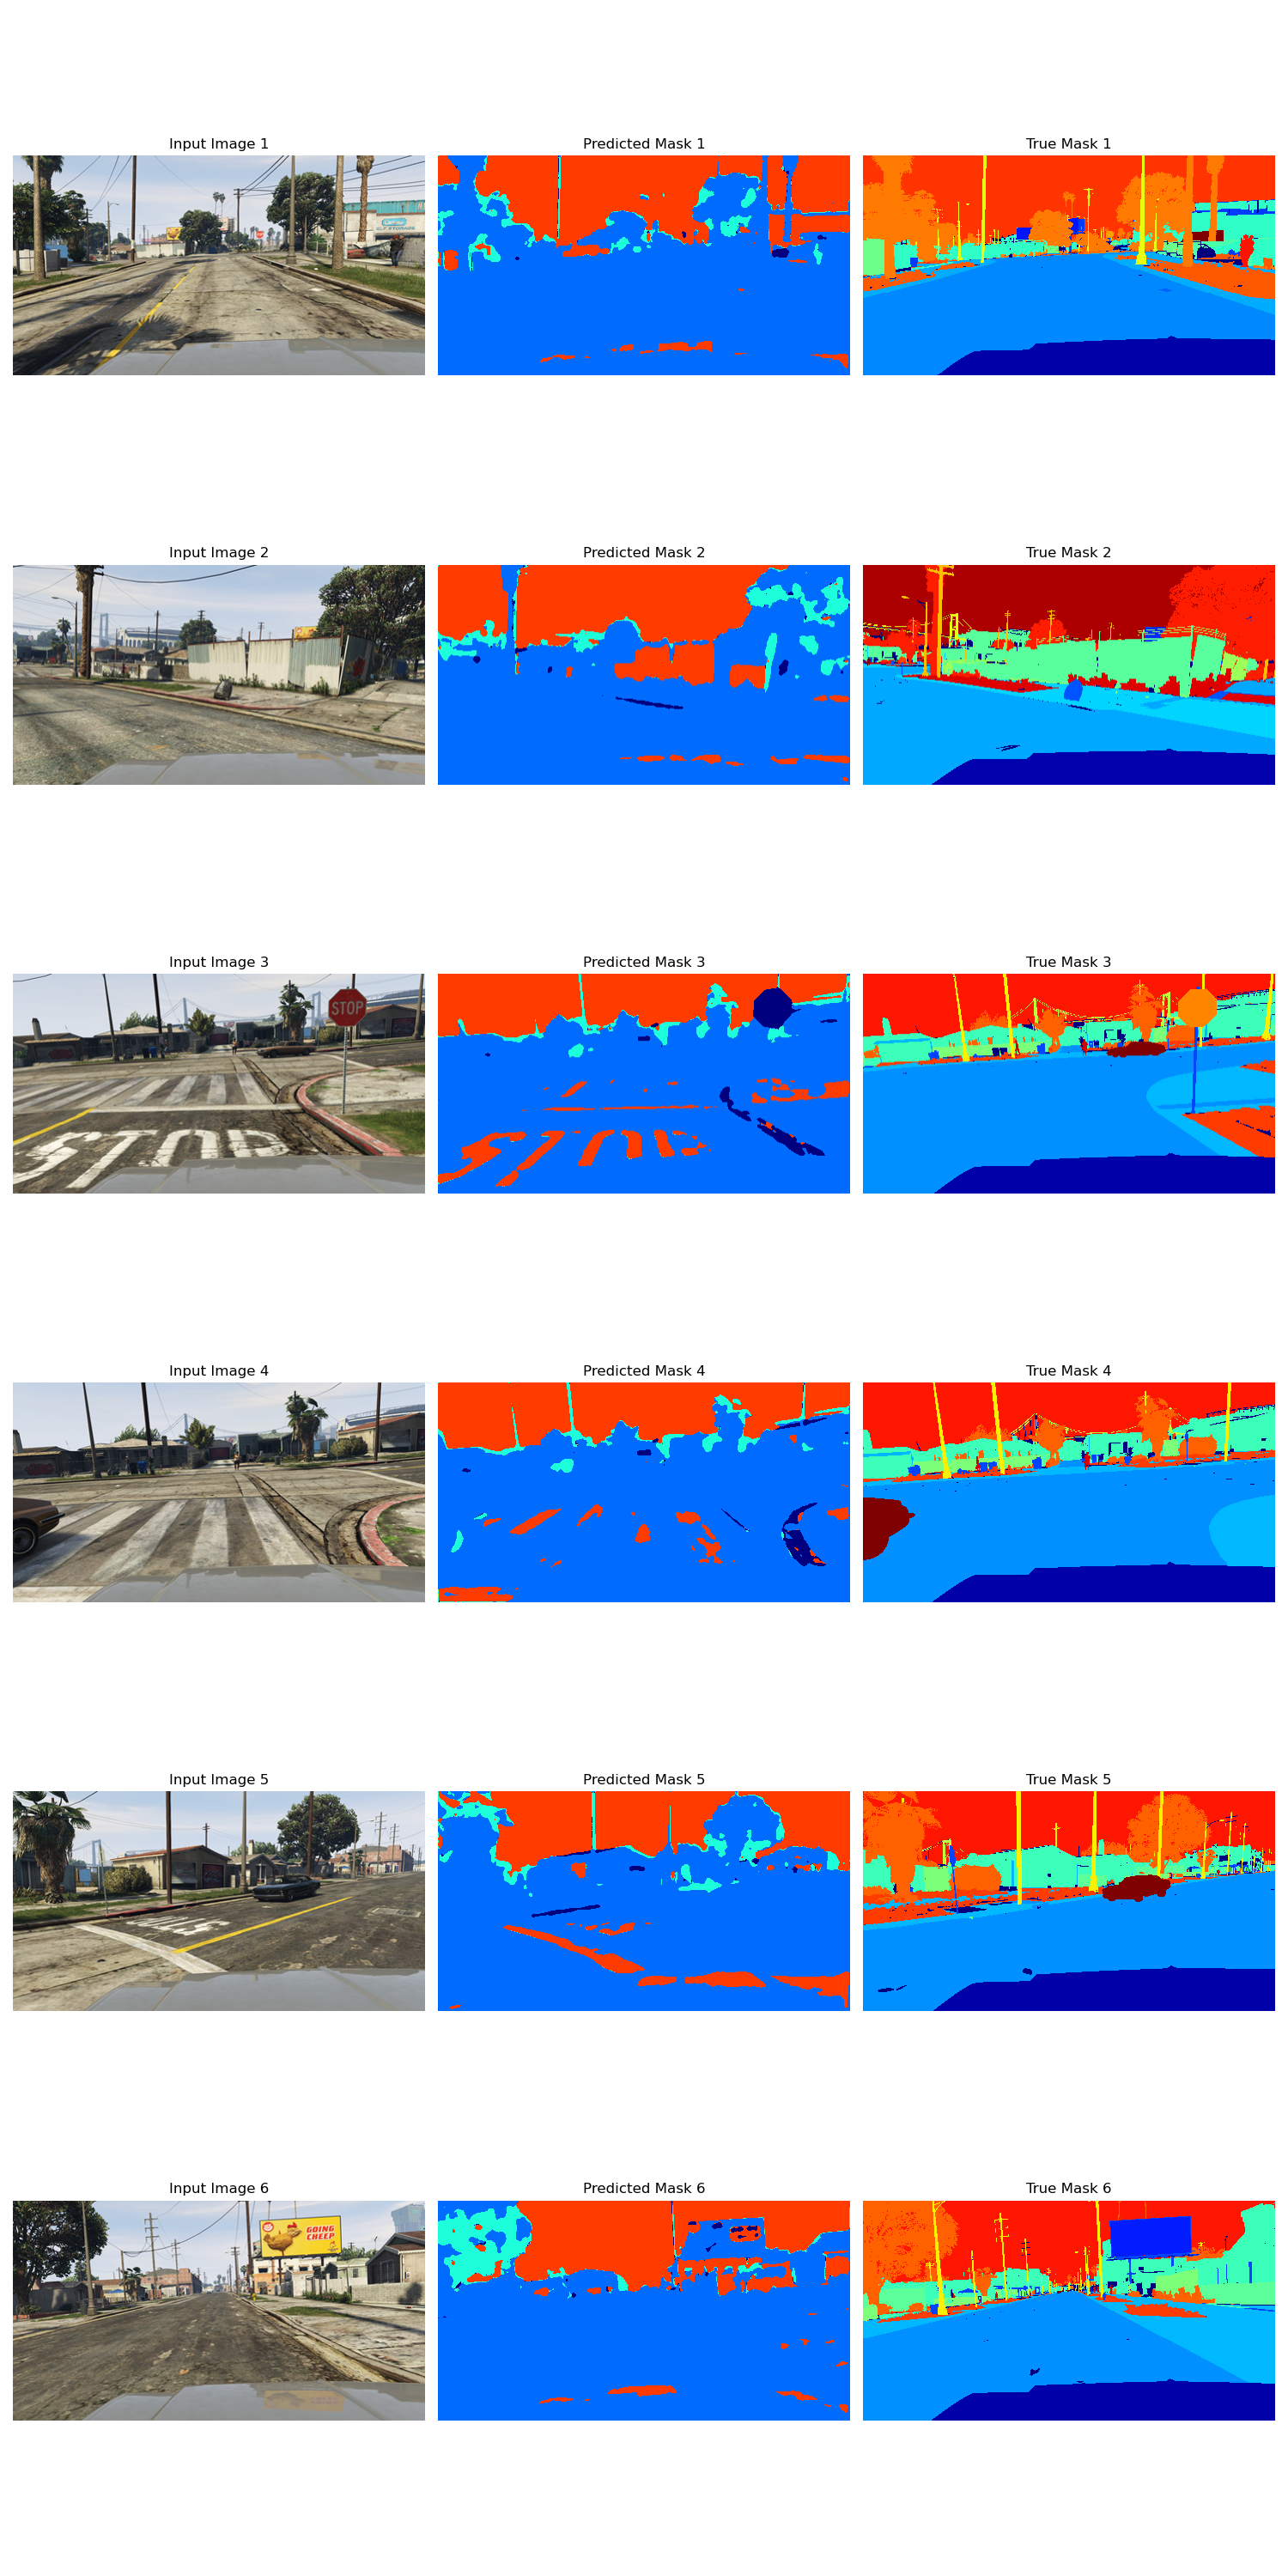 Input Image 1
Predicted Mask 1
True Mask 1
Input Image 2
Predicted Mask 2
True Mask 2
Input Image 3
Predicted Mask 3
True Mask 3
STOP
STOP
Input Image 4
Predicted Mask 4
True Mask 4
Input Image 5
Predicted Mask 5
True Mask 5
Input Image 6
Predicted Mask 6
True Mask 6
GOING
CHEEP